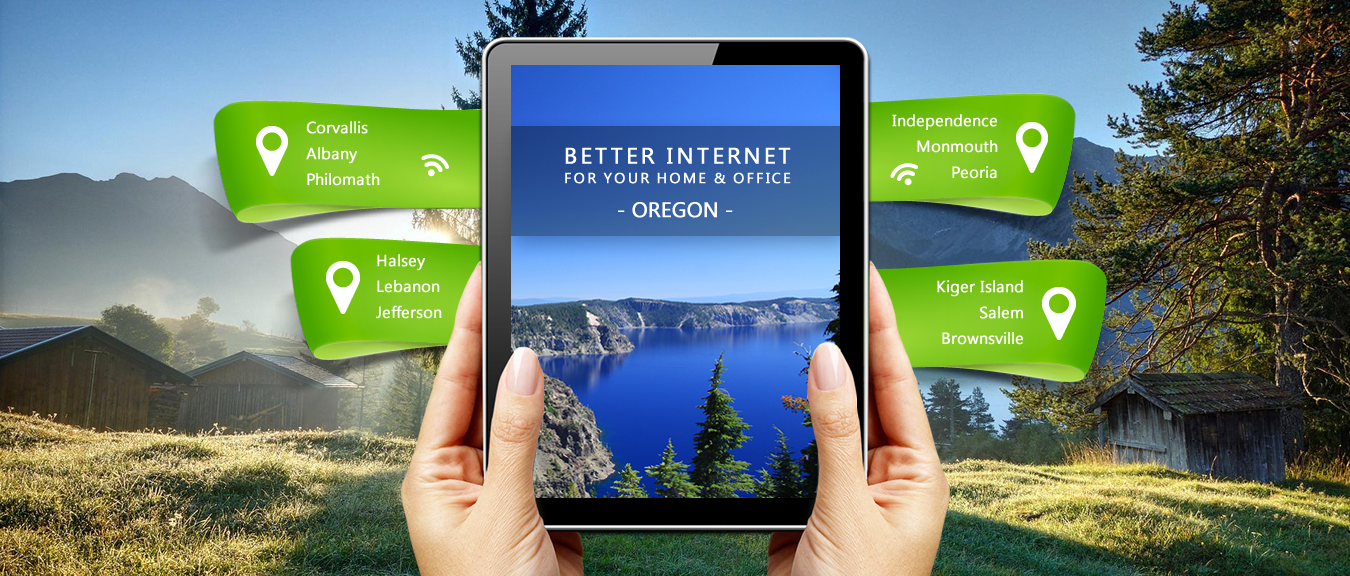 BETTER INTERNET
FOR YOUR HOME & OFFICE
- OREGON -
Corvallis
Albany
Philomath
Halsey
Lebanon
Jefferson
Independence
Monmouth
Peoria
Kiger Island
Salem
Brownsville